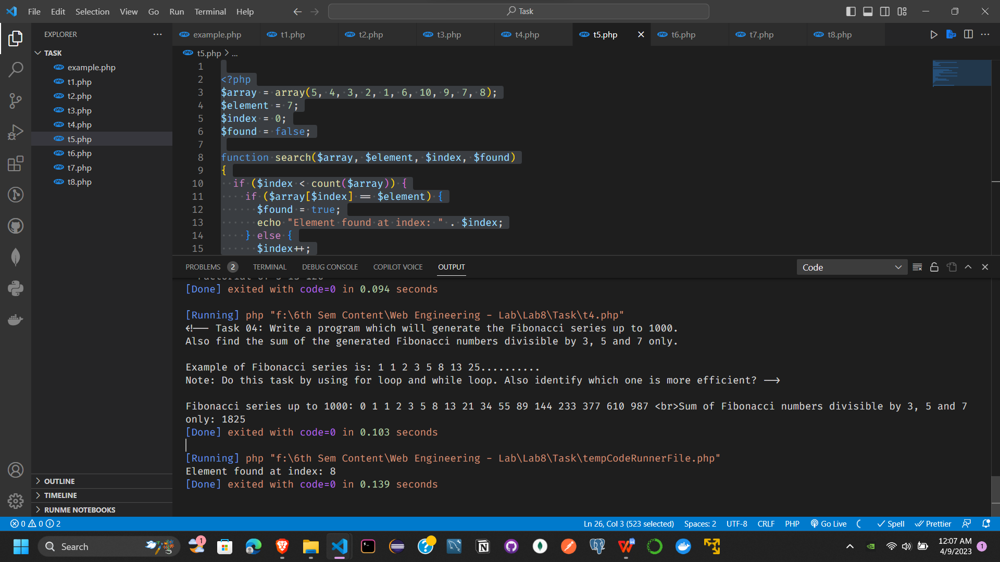 File Edit Selection View Go Run Terminal Help
Task
EXPLORER
TASK
example.php
t1.php
t2.php
t3.php
t4.php
t5.php
t6.php
t7.php
t8.php
OUTLINE
TIMELINE
RUNME NOTEBOOKS
example.php t1.php t2.php t3.php t4.php t5.php t6.php t7.php t8.php
t5.php > ...
1
2 <?php
3 $array = array(5, 4, 3, 2, 1, 6, 10, 9, 7, 8);
4 $element = 7;
5 $index = 0;
6 $found = false;
7
8 function search($array, $element, $index, $found)
9 {
10 if ($index < count($array)) {
11 if ($array[$index] == $element) {
12 $found = true;
13 echo "Element found at index: " . $index;
14 } else {
15 $index++;
PROBLEMS 2 TERMINAL DEBUG CONSOLE COPILOT VOICE OUTPUT
Code
[Done] exited with code=0 in 0.094 seconds
[Running] php "f:\6th Sem Content\Web Engineering - Lab\Lab8\Task\t4.php"
<!-- Task 04: Write a program which will generate the Fibonacci series up to 1000.
Also find the sum of the generated Fibonacci numbers divisible by 3, 5 and 7 only.
Example of Fibonacci series is: 1 1 2 3 5 8 13 25..........
Note: Do this task by using for loop and while loop. Also identify which one is more efficient? -->
Fibonacci series up to 1000: 0 1 1 2 3 5 8 13 21 34 55 89 144 233 377 610 987 <br>Sum of Fibonacci numbers divisible by 3, 5 and 7
only: 1825
[Done] exited with code=0 in 0.103 seconds
[Running] php "f:\6th Sem Content\Web Engineering - Lab\Lab8\Task\tempCodeRunnerFile.php"
Element found at index: 8
[Done] exited with code=0 in 0.139 seconds
0 0 2
Ln 26, Col 3 (523 selected) Spaces: 2 UTF-8 CRLF PHP Go Live Spell Prettier
Search
1
12:07 AM
4/9/2023
1